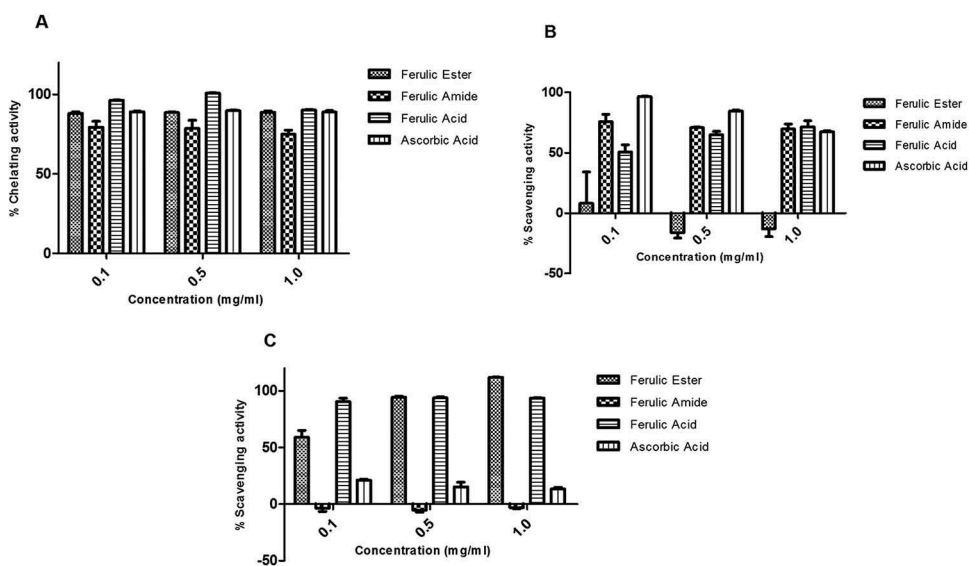 A
% Chelating activity
100
50
0
0.1
0.5
1.0
Concentration (mg/ml)
Ferulic Ester
Ferulic Amide
Ferulic Acid
Ascorbic Acid
B
% Scavenging activity
100
50
0
-50
0.1
0.5
1.0
Concentration (mg/ml)
Ferulic Ester
Ferulic Amide
Ferulic Acid
Ascorbic Acid
C
% Scavenging activity
100
50
0
-50
0.1
0.5
1.0
Concentration (mg/ml)
Ferulic Ester
Ferulic Amide
Ferulic Acid
Ascorbic Acid